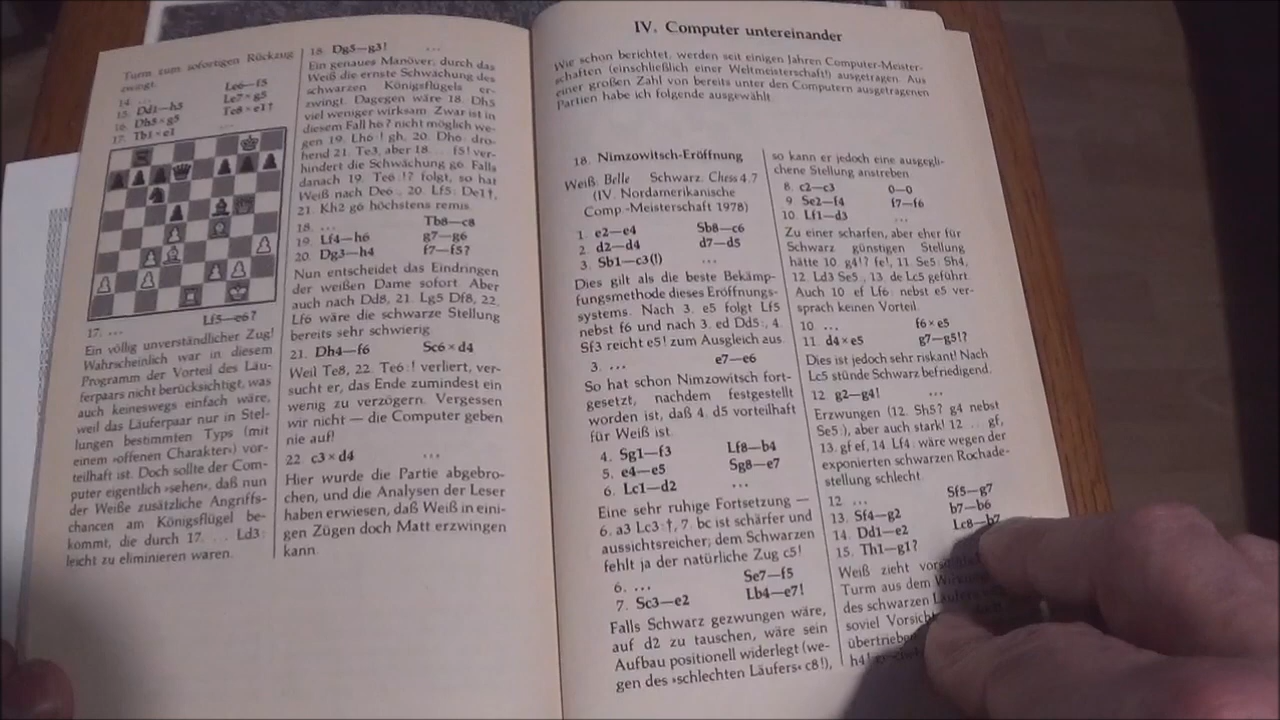 Turm zum sofortigen Rückzug
zwingt.
14. ... Le6—f5
15. Dd1—h5 Le7×g5
16. Dh5×g5 Te8×e1†
17. Tb1×e1 ...
17. ... Lf5—e6?
Ein völlig unverständlicher Zug!
Wahrscheinlich war in diesem
Programm der Vorteil des Läu-
ferpaars nicht berücksichtigt, was
auch keineswegs einfach wäre,
weil das Läuferpaar nur in Stel-
lungen bestimmten Typs (mit
einem »offenen Charakter«) vor-
teilhaft ist. Doch sollte der Com-
puter eigentlich »sehen«, daß nun
der Weiße zusätzliche Angriffs-
chancen am Königsflügel be-
kommt, die durch 17. ... Ld3:
leicht zu eliminieren waren.
18. Dg5—g3! ...
Ein genaues Manöver, durch das
Weiß die ernste Schwächung des
schwarzen Königsflügels er-
zwingt. Dagegen wäre 18. Dh5
viel weniger wirksam. Zwar ist in
diesem Fall h6? nicht möglich we-
gen 19. Lh6:! gh, 20. Dh6: dro-
hend 21. Te3, aber 18. ... f5! ver-
hindert die Schwächung g6. Falls
danach 19. Te6:!? folgt, so hat
Weiß nach De6:, 20. Lf5: De1†,
21. Kh2 g6 höchstens remis.
18. ... Tb8—c8
19. Lf4—h6 g7—g6
20. Dg3—h4 f7—f5?
Nun entscheidet das Eindringen
der weißen Dame sofort. Aber
auch nach Dd8, 21. Lg5 Df8, 22.
Lf6 wäre die schwarze Stellung
bereits sehr schwierig.
21. Dh4—f6 Sc6×d4
Weil Te8, 22. Te6:! verliert, ver-
sucht er, das Ende zumindest ein
wenig zu verzögern. Vergessen
wir nicht — die Computer geben
nie auf!
22. c3×d4 ...
Hier wurde die Partie abgebro-
chen, und die Analysen der Leser
haben erwiesen, daß Weiß in eini-
gen Zügen doch Matt erzwingen
kann.
IV. Computer untereinander
Wie schon berichtet, werden seit einigen Jahren Computer-Meister-
schaften (einschließlich einer Weltmeisterschaft) ausgetragen. Aus
einer großen Zahl von bereits unter den Computern ausgetragenen
Partien habe ich folgende ausgewählt.
18. Nimzowitsch-Eröffnung
Weiß: Belle Schwarz: Chess 4.7
(IV. Nordamerikanische
Comp.-Meisterschaft 1978)
1. e2—e4 Sb8—c6
2. d2—d4 d7—d5
3. Sb1—c3(!)
Dies gilt als die beste Bekämp-
fungsmethode dieses Eröffnungs-
systems. Nach 3. e5 folgt Lf5
nebst f6 und nach 3. ed Dd5:, 4.
Sf3 reicht e5! zum Ausgleich aus.
3. ... e7—e6
So hat schon Nimzowitsch fort-
gesetzt, nachdem festgestellt
worden ist, daß 4. d5 vorteilhaft
für Weiß ist.
4. Sg1—f3 Lf8—b4
5. e4—e5 Sg8—e7
6. Lc1—d2 ...
Eine sehr ruhige Fortsetzung —
6. a3 Lc3:†, 7. bc ist schärfer und
aussichtsreicher; dem Schwarzen
fehlt ja der natürliche Zug c5!
6. ... Se7—f5
7. Sc3—e2 Lb4—e7!
Falls Schwarz gezwungen wäre,
auf d2 zu tauschen, wäre sein
Aufbau positionell widerlegt (we-
gen des »schlechten Läufers« c8!),
so kann er jedoch eine ausgegli-
chene Stellung anstreben.
8. c2—c3 0—0
9. Se2—f4 f7—f6
10. Lf1—d3 ...
Zu einer scharfen, aber eher für
Schwarz günstigen Stellung
hätte 10. g4!? fe!, 11. Se5: Sh4,
12. Ld3 Se5:, 13. de Lc5 geführt.
Auch 10. ef Lf6: nebst e5 ver-
sprach keinen Vorteil.
10. ... f6×e5
11. d4×e5 g7—g5!?
Dies ist jedoch sehr riskant! Nach
Lc5 stünde Schwarz befriedigend.
12. g2—g4! ...
Erzwungen (12. Sh5? g4 nebst
Se5:), aber auch stark! 12. ... gf,
13. gf ef, 14. Lf4: wäre wegen der
exponierten schwarzen Rochade-
stellung schlecht.
12. ... Sf5—g7
13. Sf4—g2 b7—b6
14. Dd1—e2 Lc8—b7
15. Th1—g1?
Weiß zieht
Turm aus dem
des schwarzen
soviel Vorsicht
übertrieben
h4!